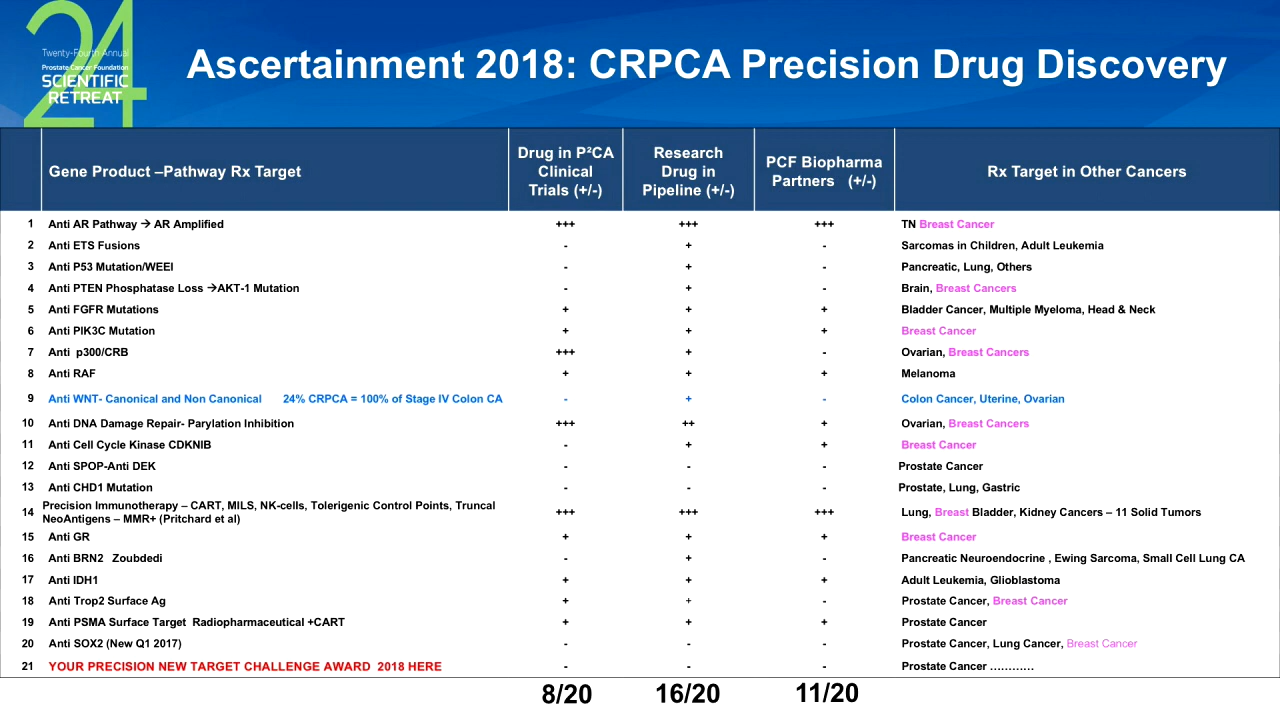 Twenty-Fourth Annual
Prostate Cancer Foundation
SCIENTIFIC
RETREAT
24
Ascertainment 2018: CRPCA Precision Drug Discovery
Gene Product –Pathway Rx Target
Drug in P²CA
Clinical
Trials (+/-)
Research
Drug in
Pipeline (+/-)
PCF Biopharma
Partners (+/-)
Rx Target in Other Cancers
1 Anti AR Pathway → AR Amplified +++ +++ +++ TN Breast Cancer
2 Anti ETS Fusions - + - Sarcomas in Children, Adult Leukemia
3 Anti P53 Mutation/WEEI - + - Pancreatic, Lung, Others
4 Anti PTEN Phosphatase Loss →AKT-1 Mutation - + - Brain, Breast Cancers
5 Anti FGFR Mutations + + + Bladder Cancer, Multiple Myeloma, Head & Neck
6 Anti PIK3C Mutation + + + Breast Cancer
7 Anti p300/CRB +++ + - Ovarian, Breast Cancers
8 Anti RAF + + + Melanoma
9 Anti WNT- Canonical and Non Canonical 24% CRPCA = 100% of Stage IV Colon CA - + - Colon Cancer, Uterine, Ovarian
10 Anti DNA Damage Repair- Parylation Inhibition +++ ++ + Ovarian, Breast Cancers
11 Anti Cell Cycle Kinase CDKNIB - + + Breast Cancer
12 Anti SPOP-Anti DEK - - - Prostate Cancer
13 Anti CHD1 Mutation - - - Prostate, Lung, Gastric
14 Precision Immunotherapy – CART, MILS, NK-cells, Tolerigenic Control Points, Truncal
NeoAntigens – MMR+ (Pritchard et al) +++ +++ +++ Lung, Breast Bladder, Kidney Cancers – 11 Solid Tumors
15 Anti GR + + + Breast Cancer
16 Anti BRN2 Zoubdedi - + - Pancreatic Neuroendocrine , Ewing Sarcoma, Small Cell Lung CA
17 Anti IDH1 + + + Adult Leukemia, Glioblastoma
18 Anti Trop2 Surface Ag + + - Prostate Cancer, Breast Cancer
19 Anti PSMA Surface Target Radiopharmaceutical +CART + + + Prostate Cancer
20 Anti SOX2 (New Q1 2017) - - - Prostate Cancer, Lung Cancer, Breast Cancer
21 YOUR PRECISION NEW TARGET CHALLENGE AWARD 2018 HERE - - - Prostate Cancer …………
8/20 16/20 11/20